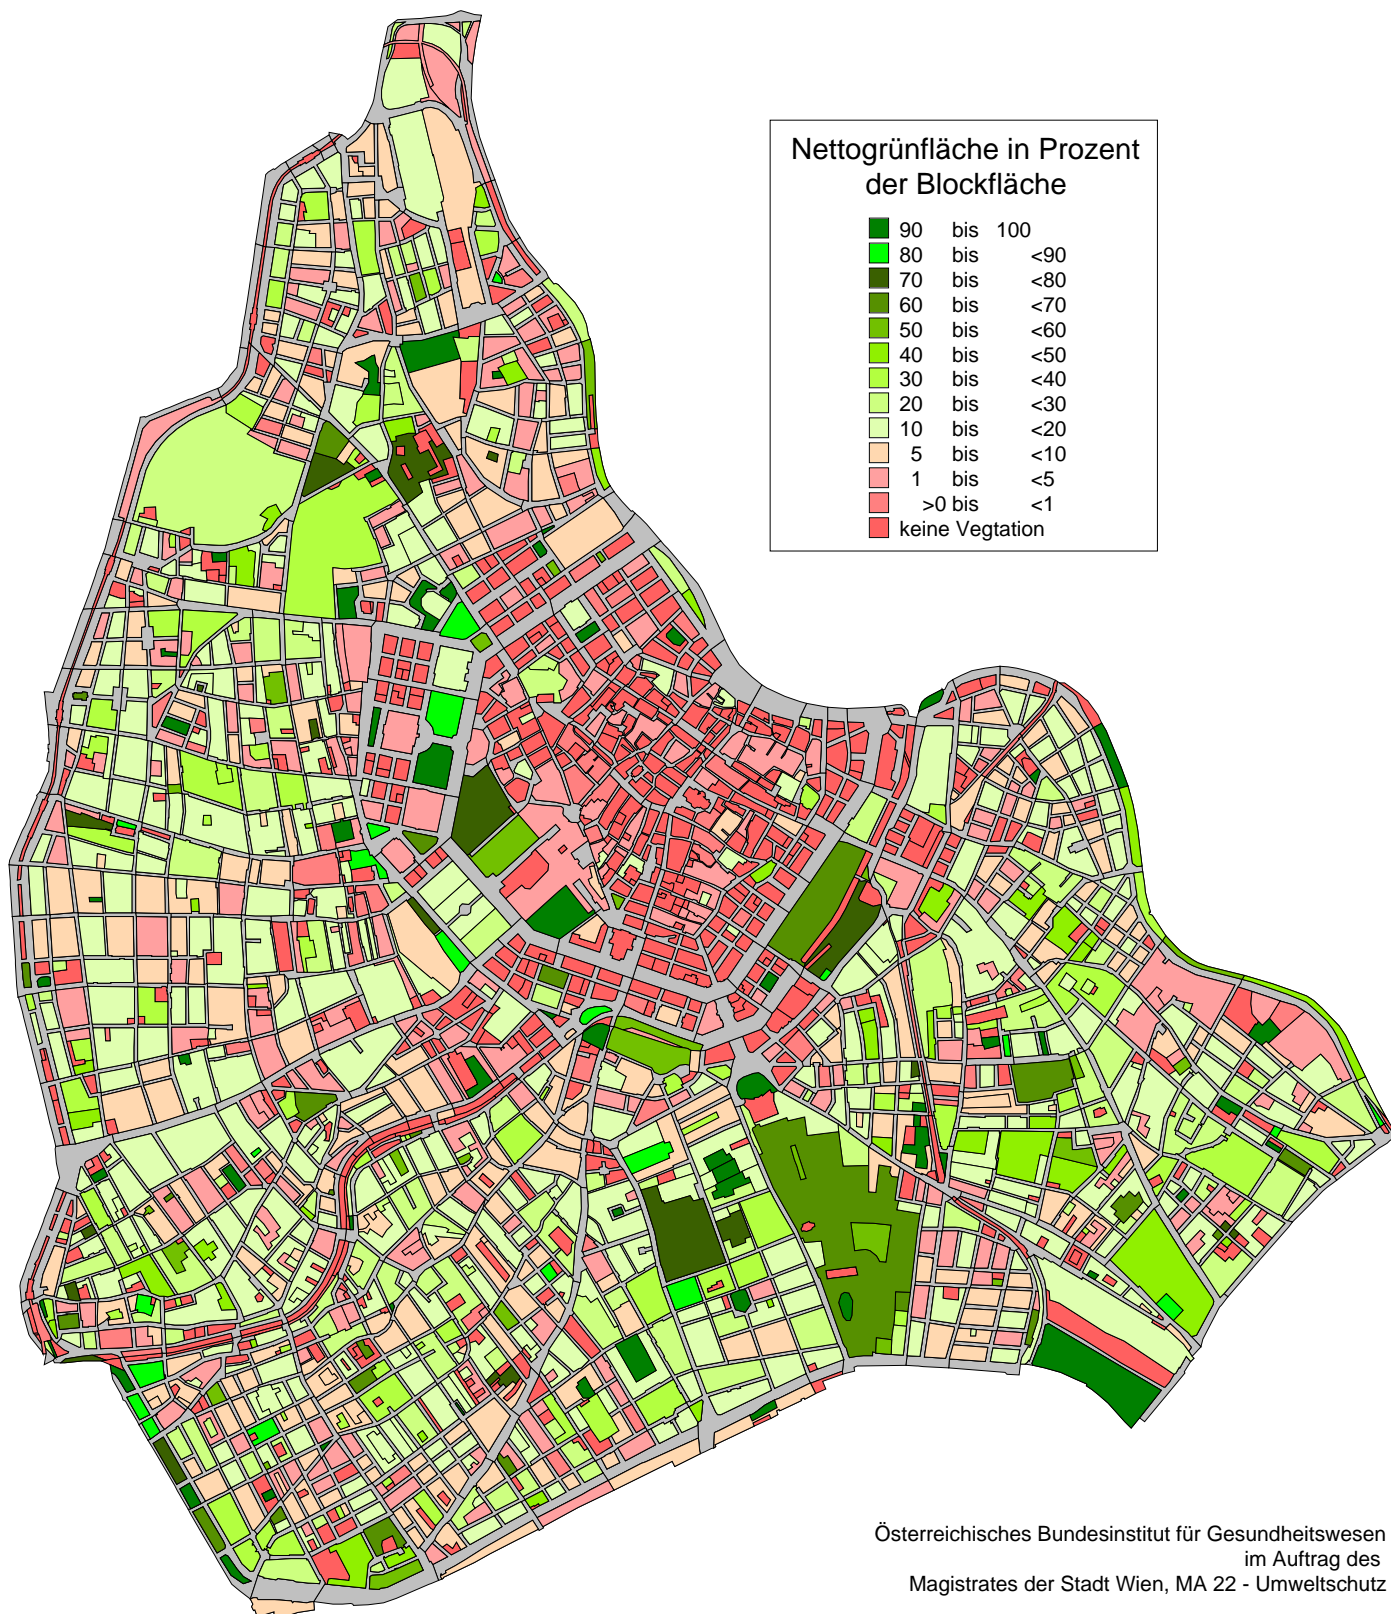 Nettogrünfläche in Prozent
der Blockfläche
90 bis 100
80 bis <90
70 bis <80
60 bis <70
50 bis <60
40 bis <50
30 bis <40
20 bis <30
10 bis <20
5 bis <10
1 bis <5
>0 bis <1
keine Vegtation
Österreichisches Bundesinstitut für Gesundheitswesen
im Auftrag des
Magistrates der Stadt Wien, MA 22 - Umweltschutz